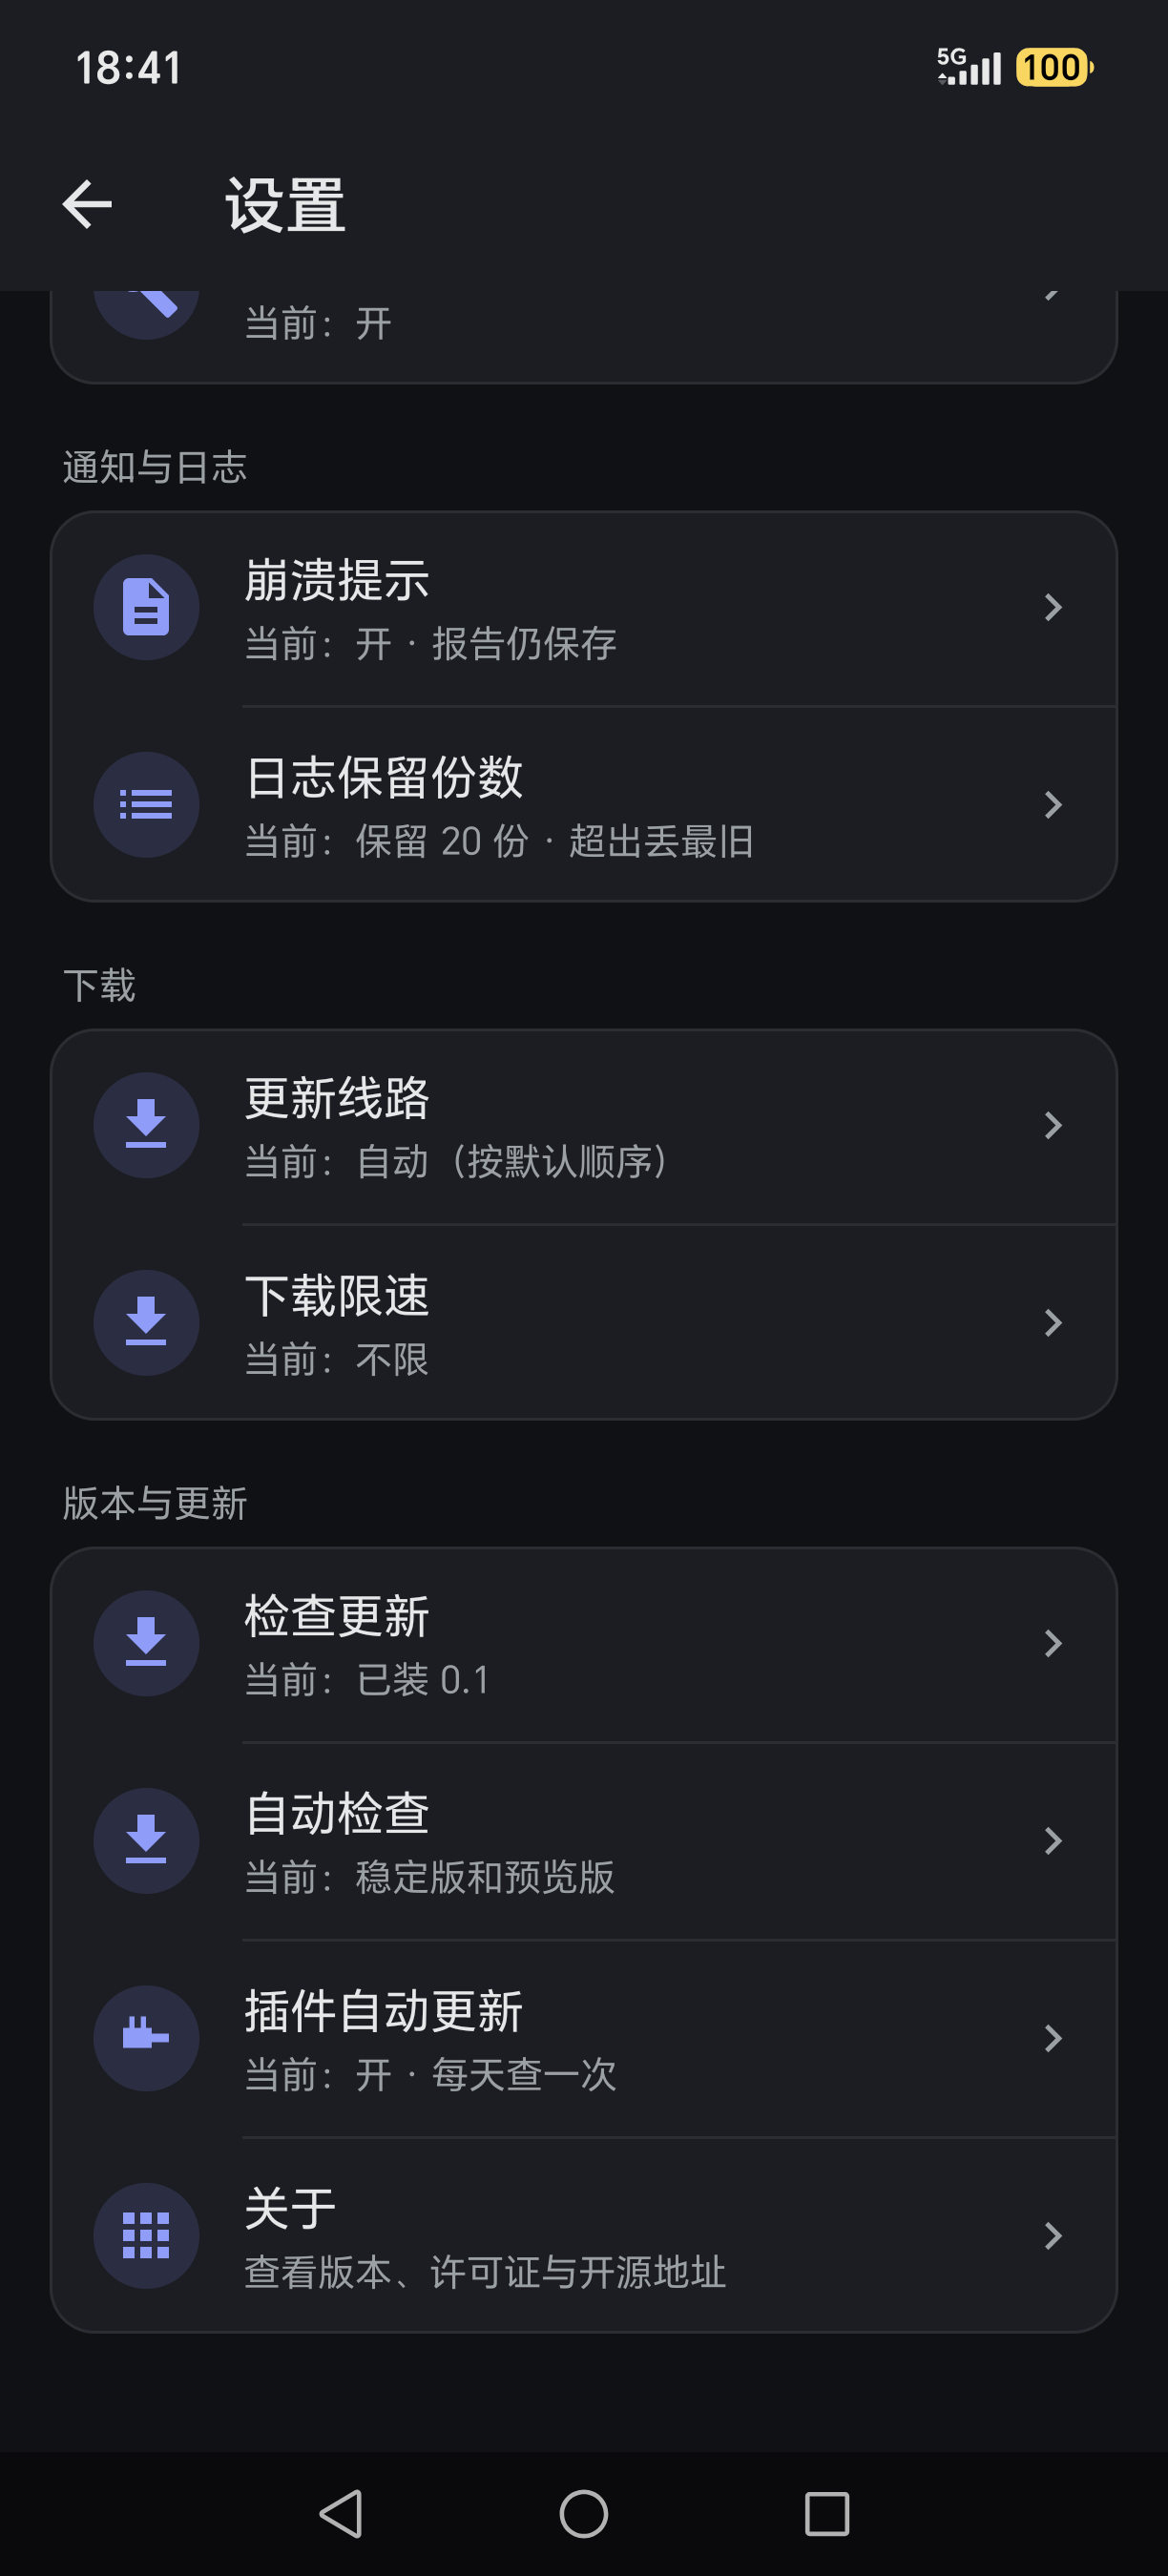 18:41
5G
100
设置
当前：开
通知与日志
崩溃提示
当前：开 · 报告仍保存
日志保留份数
当前：保留 20 份 · 超出丢最旧
下载
更新线路
当前：自动（按默认顺序）
下载限速
当前：不限
版本与更新
检查更新
当前：已装 0.1
自动检查
当前：稳定版和预览版
插件自动更新
当前：开 · 每天查一次
关于
查看版本、许可证与开源地址